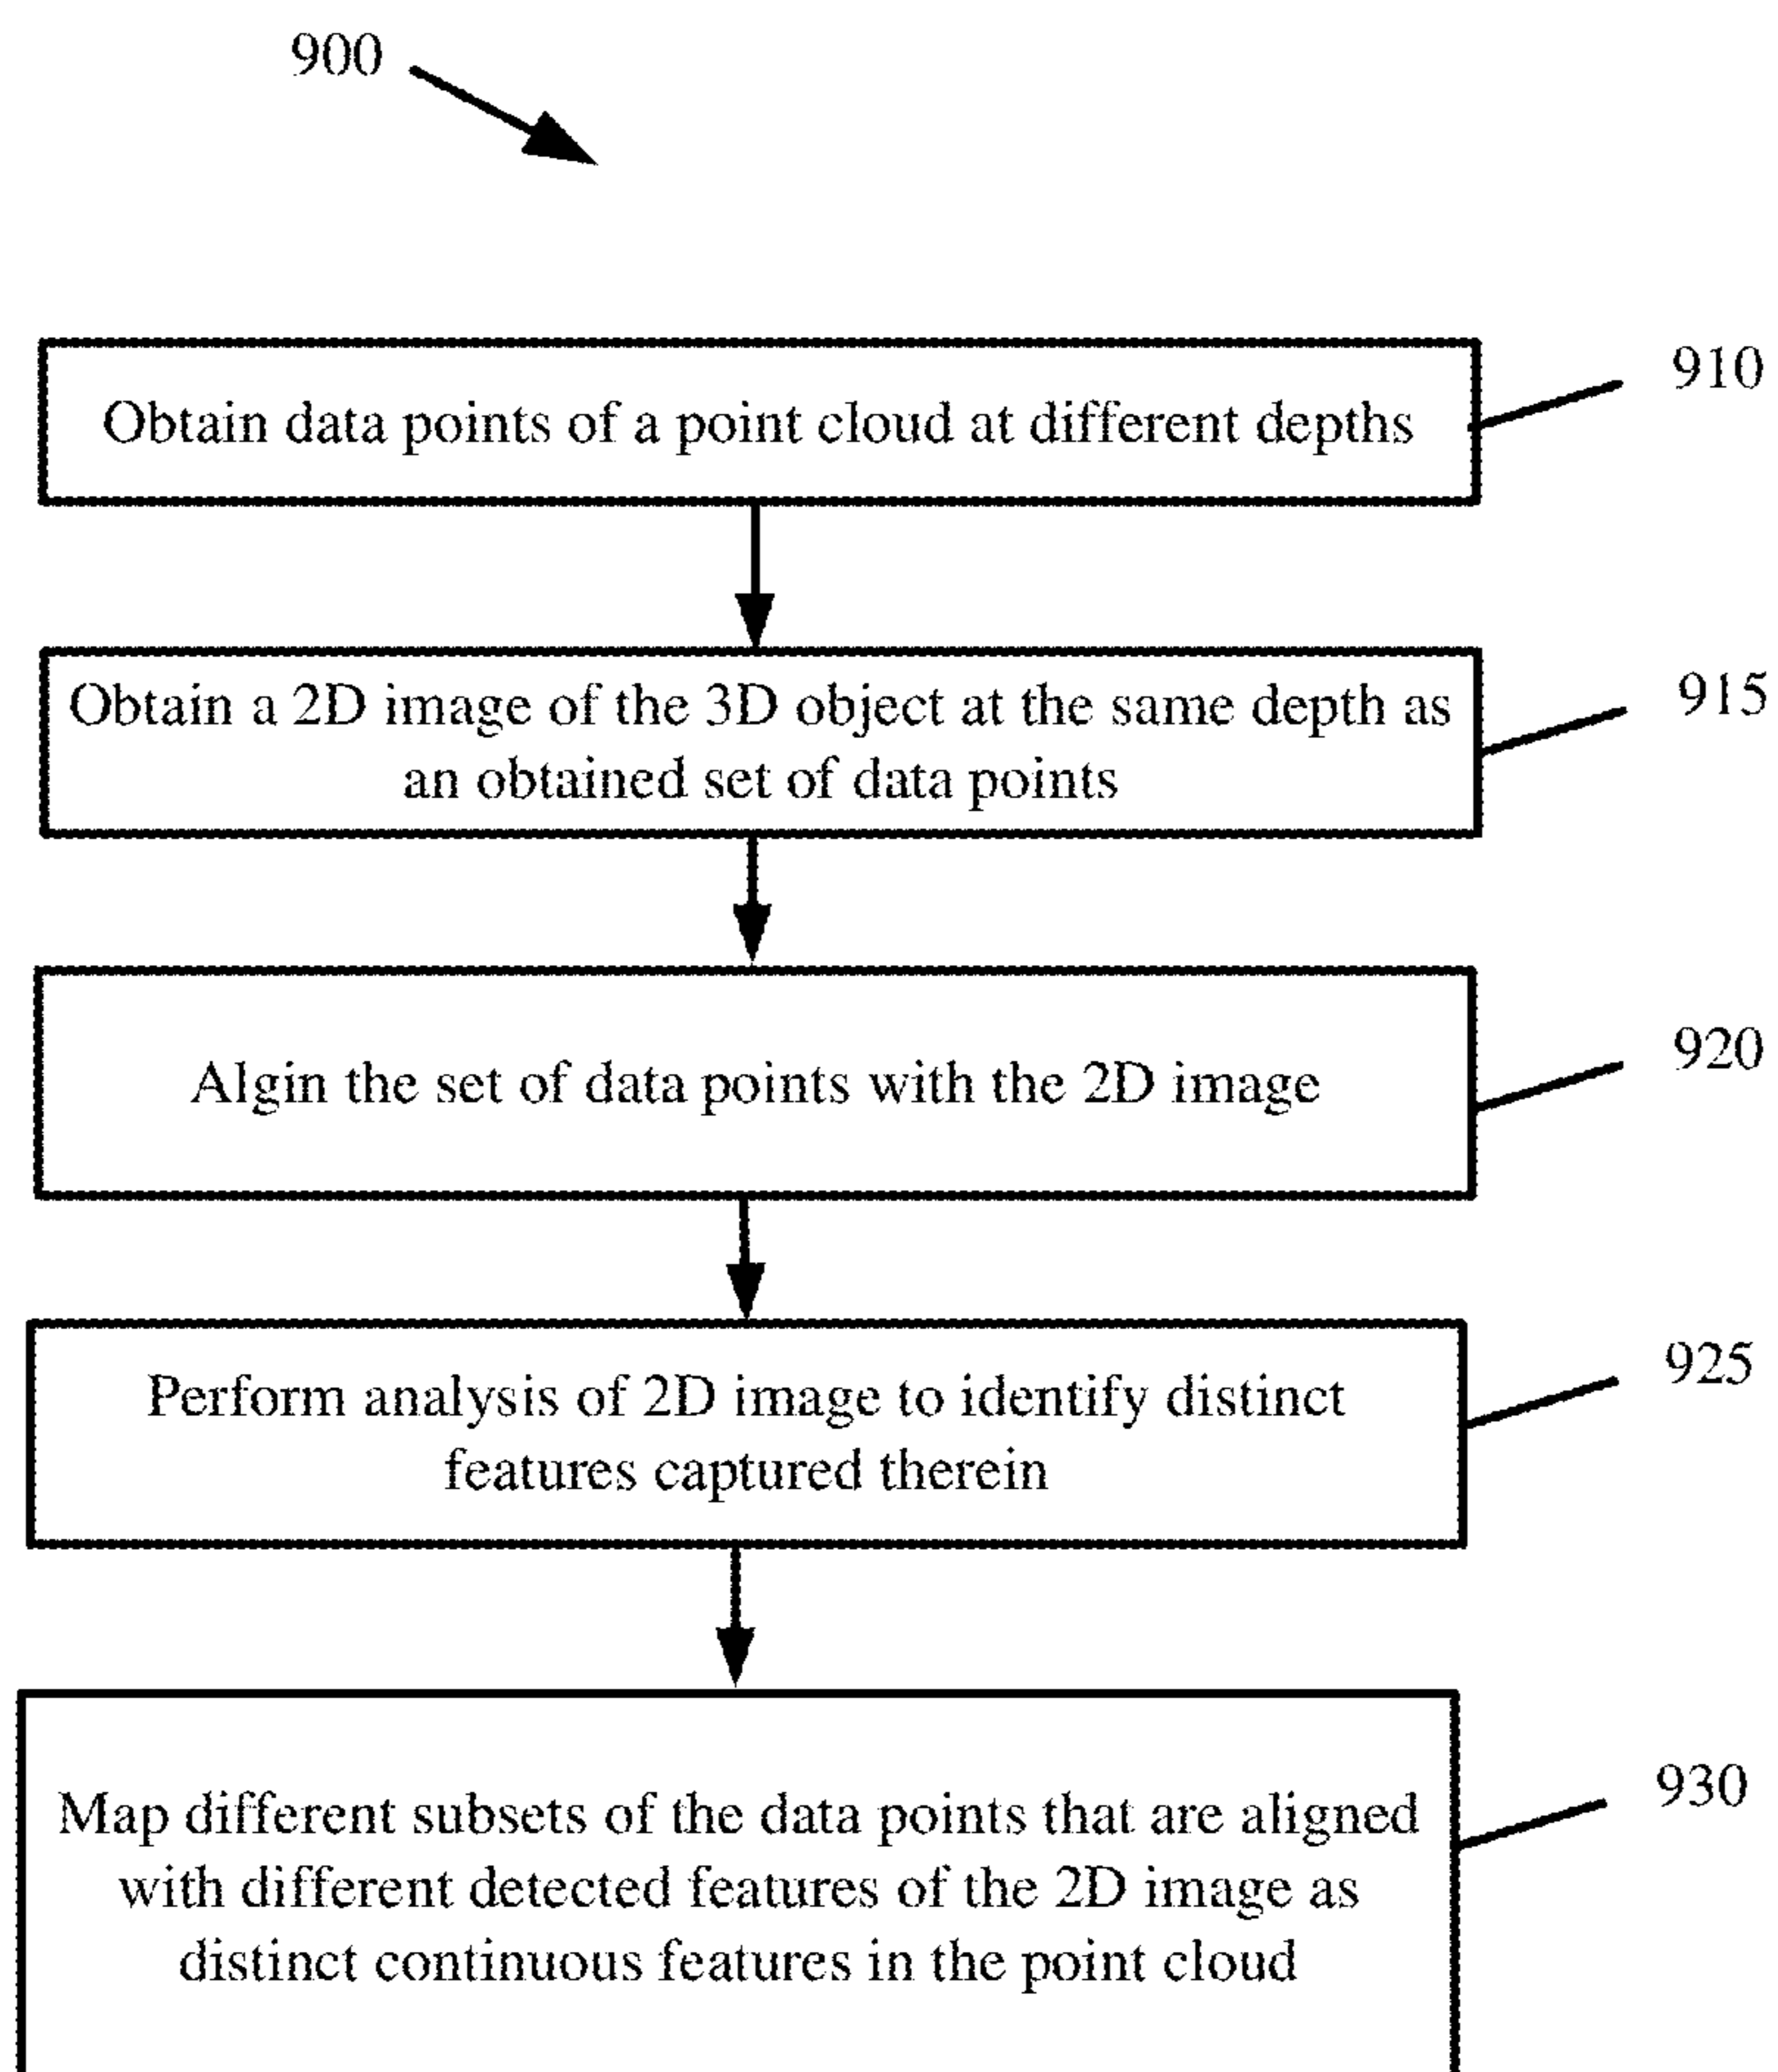 900
Obtain data points of a point cloud at different depths
910
Obtain a 2D image of the 3D object at the same depth as
an obtained set of data points
915
Algin the set of data points with the 2D image
920
Perform analysis of 2D image to identify distinct
features captured therein
925
Map different subsets of the data points that are aligned
with different detected features of the 2D image as
distinct continuous features in the point cloud
930